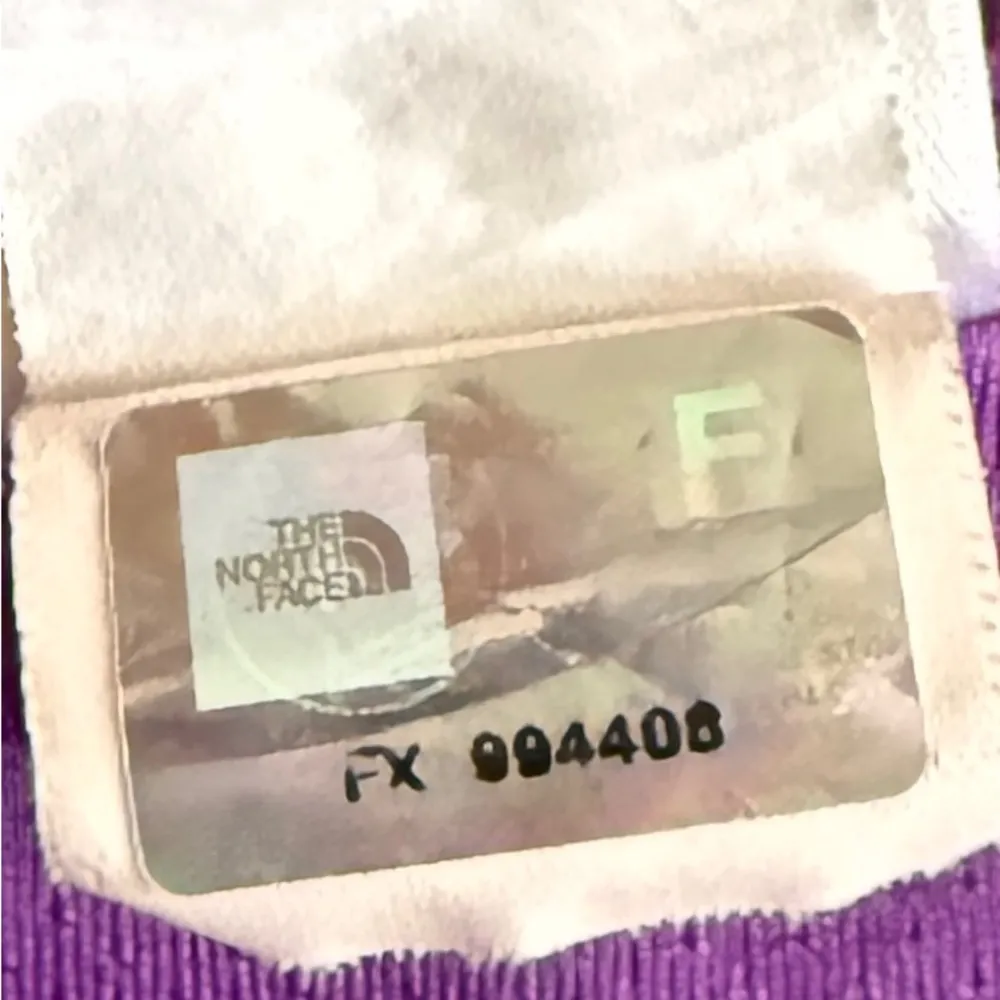 THE
NORTH
FACE
F
FX 994408